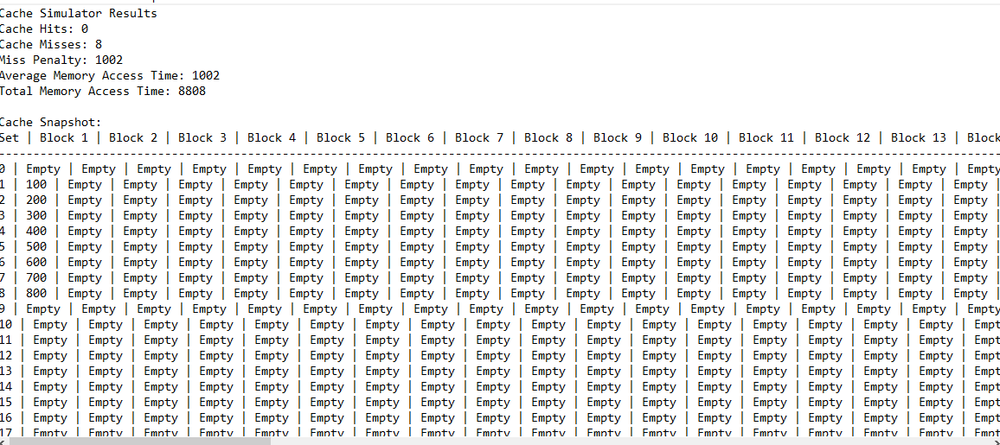 Cache Simulator Results
Cache Hits: 0
Cache Misses: 8
Miss Penalty: 1002
Average Memory Access Time: 1002
Total Memory Access Time: 8808
Cache Snapshot:
Set | Block 1 | Block 2 | Block 3 | Block 4 | Block 5 | Block 6 | Block 7 | Block 8 | Block 9 | Block 10 | Block 11 | Block 12 | Block 13 | Block
0 | Empty | Empty | Empty | Empty | Empty | Empty | Empty | Empty | Empty | Empty | Empty | Empty | Empty | Empty | Empty | Empty | Empty | Empty
1 | 100 | Empty | Empty | Empty | Empty | Empty | Empty | Empty | Empty | Empty | Empty | Empty | Empty | Empty | Empty | Empty | Empty | Empty |
2 | 200 | Empty | Empty | Empty | Empty | Empty | Empty | Empty | Empty | Empty | Empty | Empty | Empty | Empty | Empty | Empty | Empty | Empty |
3 | 300 | Empty | Empty | Empty | Empty | Empty | Empty | Empty | Empty | Empty | Empty | Empty | Empty | Empty | Empty | Empty | Empty | Empty |
4 | 400 | Empty | Empty | Empty | Empty | Empty | Empty | Empty | Empty | Empty | Empty | Empty | Empty | Empty | Empty | Empty | Empty | Empty |
5 | 500 | Empty | Empty | Empty | Empty | Empty | Empty | Empty | Empty | Empty | Empty | Empty | Empty | Empty | Empty | Empty | Empty | Empty |
6 | 600 | Empty | Empty | Empty | Empty | Empty | Empty | Empty | Empty | Empty | Empty | Empty | Empty | Empty | Empty | Empty | Empty | Empty |
7 | 700 | Empty | Empty | Empty | Empty | Empty | Empty | Empty | Empty | Empty | Empty | Empty | Empty | Empty | Empty | Empty | Empty | Empty |
8 | 800 | Empty | Empty | Empty | Empty | Empty | Empty | Empty | Empty | Empty | Empty | Empty | Empty | Empty | Empty | Empty | Empty | Empty |
9 | Empty | Empty | Empty | Empty | Empty | Empty | Empty | Empty | Empty | Empty | Empty | Empty | Empty | Empty | Empty | Empty | Empty | Empty
10 | Empty | Empty | Empty | Empty | Empty | Empty | Empty | Empty | Empty | Empty | Empty | Empty | Empty | Empty | Empty | Empty | Empty | Empt
11 | Empty | Empty | Empty | Empty | Empty | Empty | Empty | Empty | Empty | Empty | Empty | Empty | Empty | Empty | Empty | Empty | Empty | Empt
12 | Empty | Empty | Empty | Empty | Empty | Empty | Empty | Empty | Empty | Empty | Empty | Empty | Empty | Empty | Empty | Empty | Empty | Empt
13 | Empty | Empty | Empty | Empty | Empty | Empty | Empty | Empty | Empty | Empty | Empty | Empty | Empty | Empty | Empty | Empty | Empty | Empt
14 | Empty | Empty | Empty | Empty | Empty | Empty | Empty | Empty | Empty | Empty | Empty | Empty | Empty | Empty | Empty | Empty | Empty | Empt
15 | Empty | Empty | Empty | Empty | Empty | Empty | Empty | Empty | Empty | Empty | Empty | Empty | Empty | Empty | Empty | Empty | Empty | Empt
16 | Empty | Empty | Empty | Empty | Empty | Empty | Empty | Empty | Empty | Empty | Empty | Empty | Empty | Empty | Empty | Empty | Empty | Empt
17 | Empty | Empty | Empty | Empty | Empty | Empty | Empty | Empty | Empty | Empty | Empty | Empty | Empty | Empty | Empty | Empty | Empty | Empt